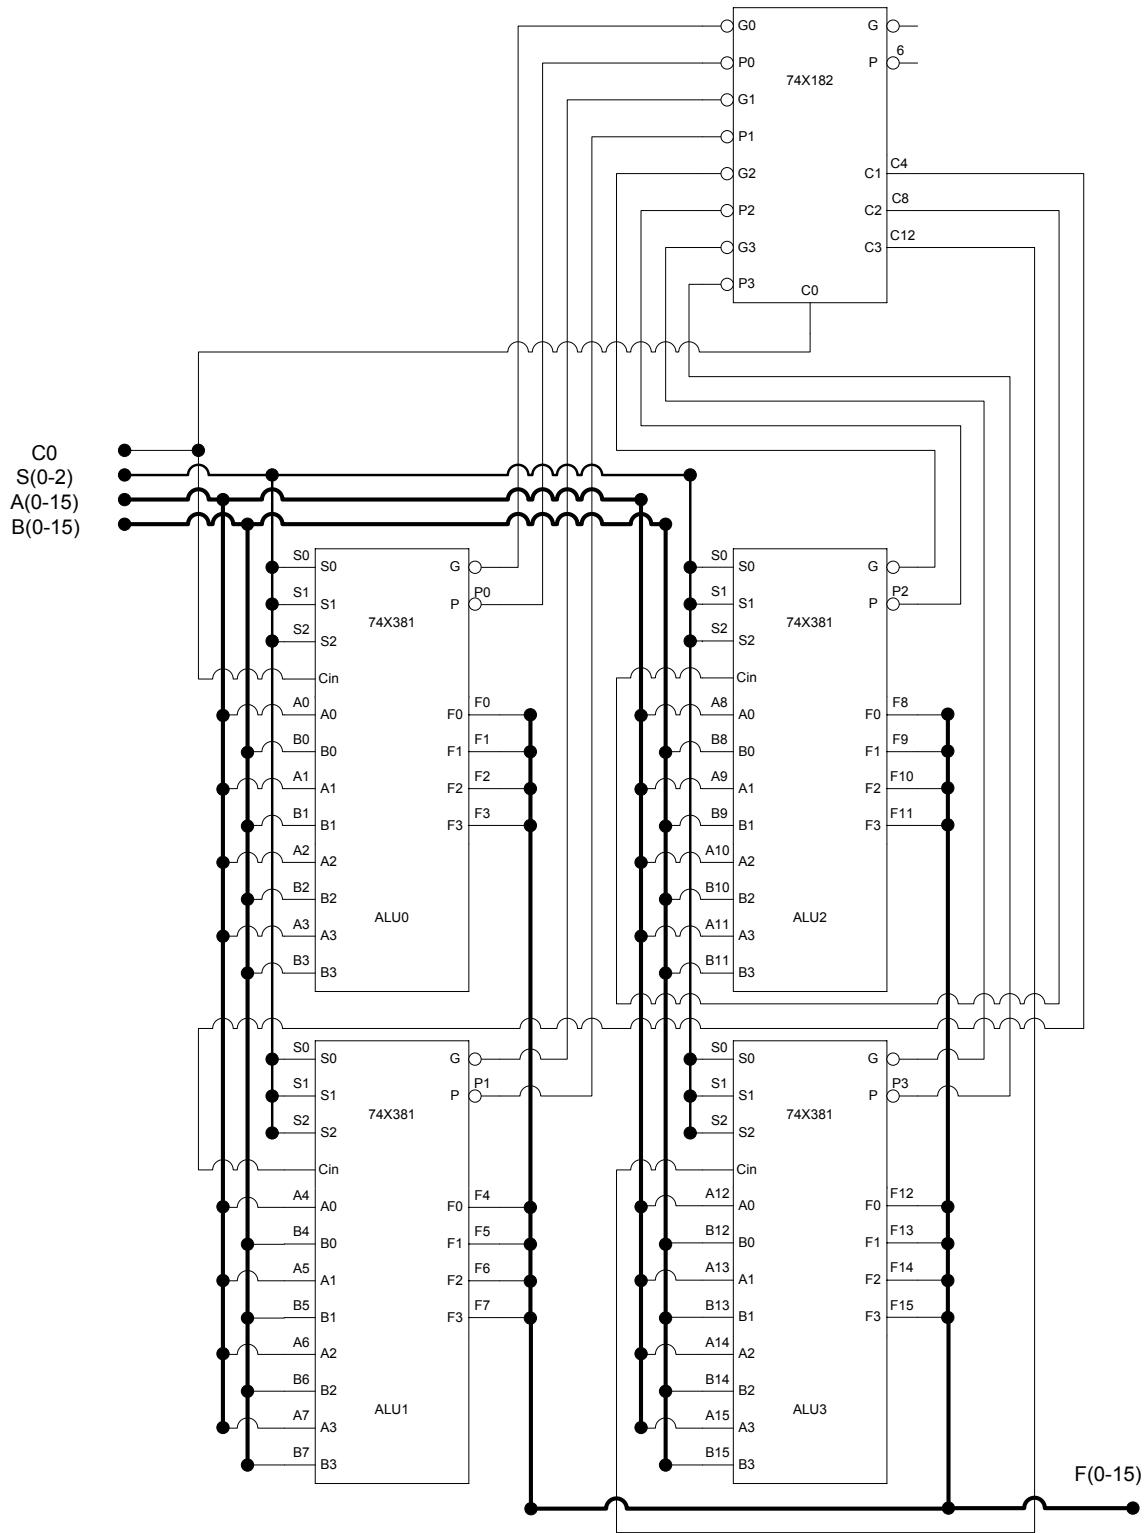 G0 G
P0 P 6
74X182
G1
P1
G2 C1 C4
P2 C2 C8
G3 C3 C12
P3 C0
C0
S(0-2)
A(0-15)
B(0-15)
S0 S0 G
S1 S1 P P0
74X381
S2 S2
Cin
A0 A0 F0 F0
B0 B0 F1 F1
A1 A1 F2 F2
B1 B1 F3 F3
A2 A2
B2 B2
ALU0
A3 A3
B3 B3
S0 S0 G
S1 S1 P P2
74X381
S2 S2
Cin
A8 A0 F0 F8
B8 B0 F1 F9
A9 A1 F2 F10
B9 B1 F3 F11
A10 A2
B10 B2
ALU2
A11 A3
B11 B3
S0 S0 G
S1 S1 P P1
74X381
S2 S2
Cin
A4 A0 F0 F4
B4 B0 F1 F5
A5 A1 F2 F6
B5 B1 F3 F7
A6 A2
B6 B2
ALU1
A7 A3
B7 B3
S0 S0 G
S1 S1 P P3
74X381
S2 S2
Cin
A12 A0 F0 F12
B12 B0 F1 F13
A13 A1 F2 F14
B13 B1 F3 F15
A14 A2
B14 B2
ALU3
A15 A3
B15 B3
F(0-15)